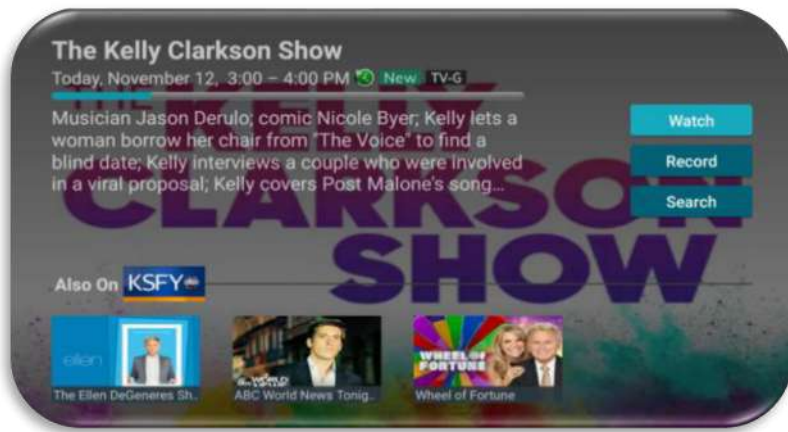 The Kelly Clarkson Show
Today, November 12, 3:00 – 4:00 PM New TV-G
Musician Jason Derulo; comic Nicole Byer; Kelly lets a
woman borrow her chair from "The Voice" to find a
blind date; Kelly interviews a couple who were involved
in a viral proposal; Kelly covers Post Malone's song...
Watch
Record
Search
THE
KELLY
CLARKSON
SHOW
Also On KSFY
ellen
WHEEL OF
FORTUNE
The Ellen DeGeneres Sh..
ABC World News Tonig..
Wheel of Fortune